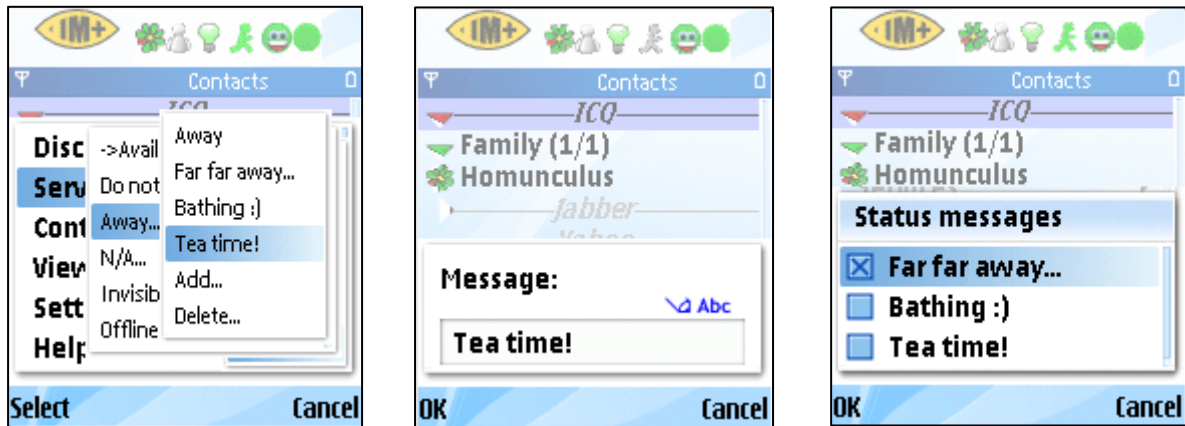 IM+
Contacts
ICQ
Disc
Serv
Cont
View
Sett
Help
->Avail
Do not
Away...
N/A...
Invisib
Offline
Away
Far far away...
Bathing :)
Tea time!
Add...
Delete...
Select Cancel
IM+
Contacts
ICQ
Family (1/1)
Homunculus
Jabber
Yahoo
Message:
Abc
Tea time!
OK Cancel
IM+
Contacts
ICQ
Family (1/1)
Homunculus
Status messages
Far far away...
Bathing :)
Tea time!
OK Cancel